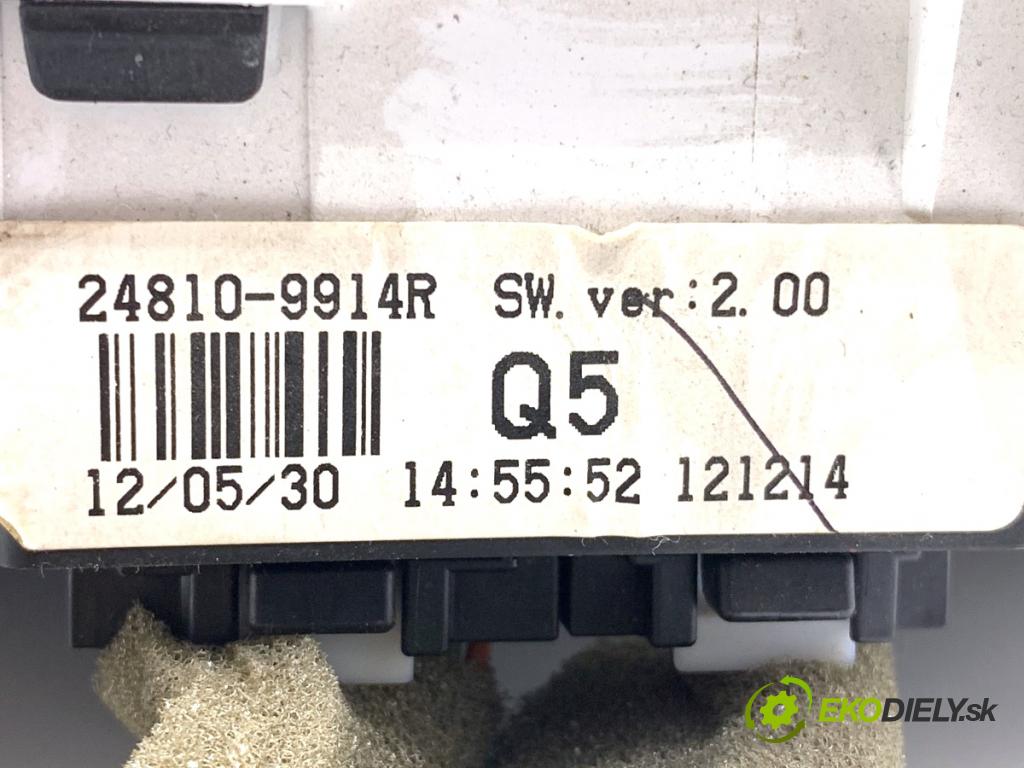 24810-9914R SW. ver:2.00
Q5
12/05/30 14:55:52 121214
EKODIELY.sk